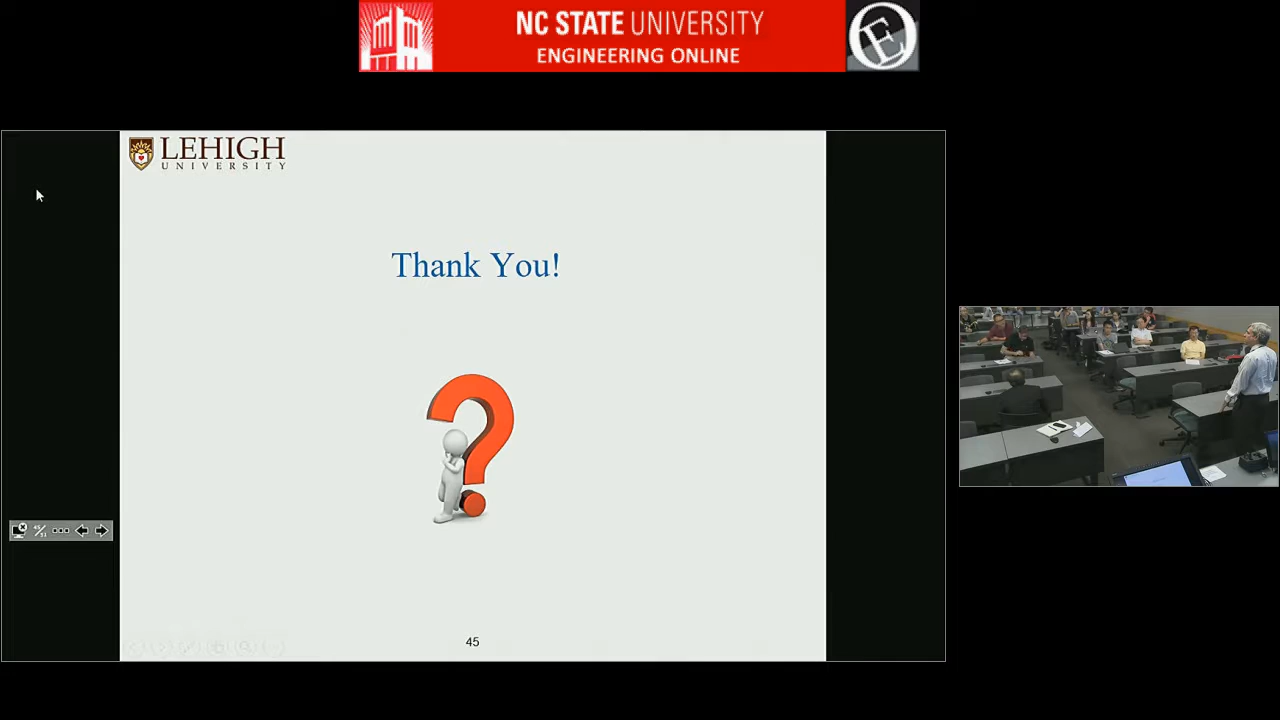 NC STATE UNIVERSITY
ENGINEERING ONLINE
E
LEHIGH
UNIVERSITY
Thank You!
?
45